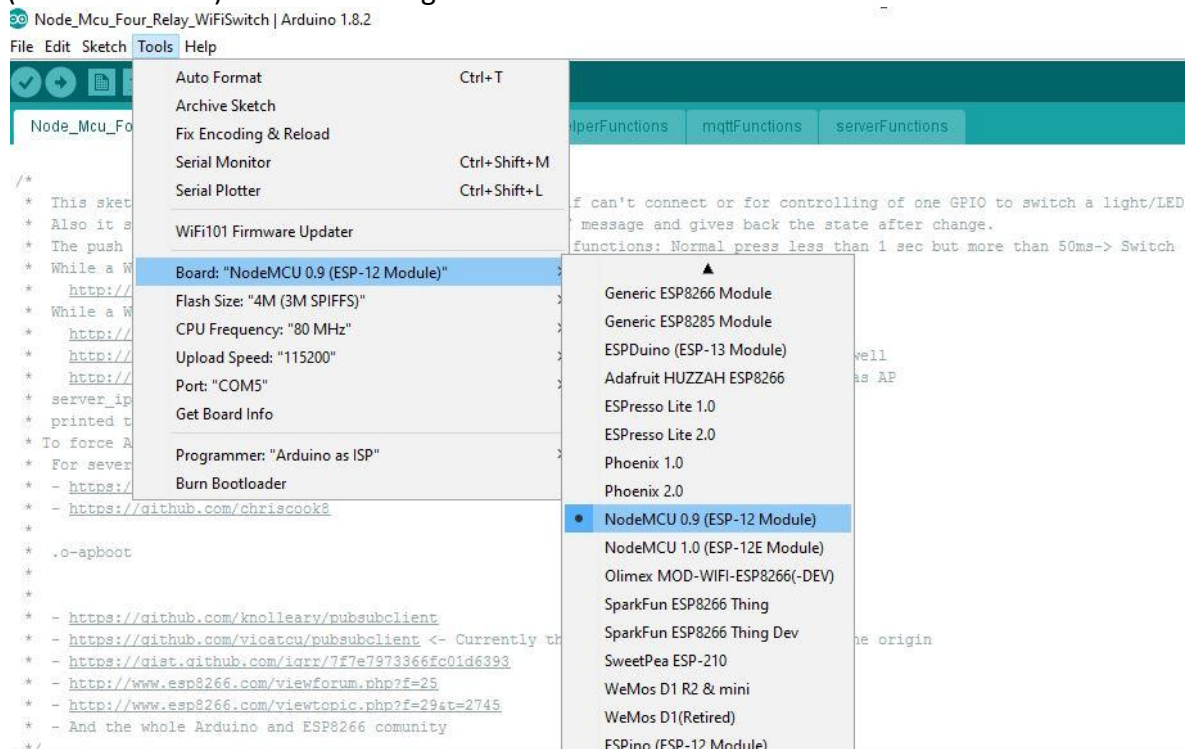 Node_Mcu_Four_Relay_WiFiSwitch | Arduino 1.8.2
File Edit Sketch Tools Help
Node_Mcu_Fo
lperFunctions mqttFunctions serverFunctions
Auto Format Ctrl+T
Archive Sketch
Fix Encoding & Reload
Serial Monitor Ctrl+Shift+M
Serial Plotter Ctrl+Shift+L
WiFi101 Firmware Updater
Board: "NodeMCU 0.9 (ESP-12 Module)"
Flash Size: "4M (3M SPIFFS)"
CPU Frequency: "80 MHz"
Upload Speed: "115200"
Port: "COM5"
Get Board Info
Programmer: "Arduino as ISP"
Burn Bootloader
Generic ESP8266 Module
Generic ESP8285 Module
ESPDuino (ESP-13 Module)
Adafruit HUZZAH ESP8266
ESPresso Lite 1.0
ESPresso Lite 2.0
Phoenix 1.0
Phoenix 2.0
NodeMCU 0.9 (ESP-12 Module)
NodeMCU 1.0 (ESP-12E Module)
Olimex MOD-WIFI-ESP8266(-DEV)
SparkFun ESP8266 Thing
SparkFun ESP8266 Thing Dev
SweetPea ESP-210
WeMos D1 R2 & mini
WeMos D1(Retired)
ESPino (ESP-12 Module)
/*
* This sket if can't connect or for controlling of one GPIO to switch a light/LED
* Also it s message and gives back the state after change.
* The push functions: Normal press less than 1 sec but more than 50ms-> Switch
* While a W
* http://
* While a W
* http://
* http:// well
* http:// as AP
* server_ip
* printed t
* To force A
* For sever
* - https:/
* - https://github.com/chriscook8
*
* .o-apboot
*
*
* - https://github.com/knolleary/pubsubclient
* - https://github.com/vicatcu/pubsubclient <- Currently th he origin
* - https://gist.github.com/igrr/7f7e7973366fc01d6393
* - http://www.esp8266.com/viewforum.php?f=25
* - http://www.esp8266.com/viewtopic.php?f=29&t=2745
* - And the whole Arduino and ESP8266 comunity
*/